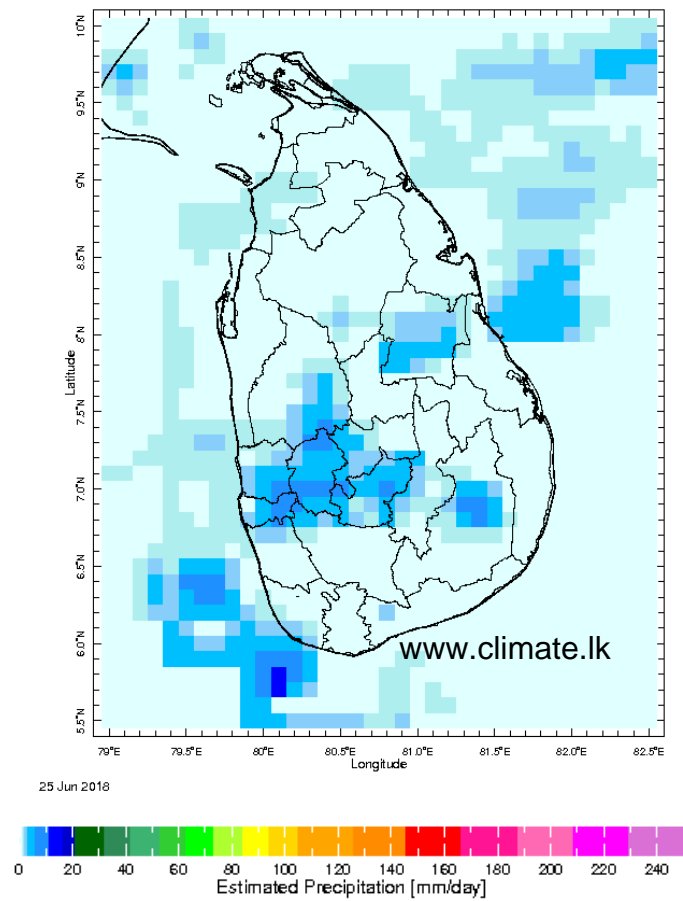 10°N
9.5°N
9°N
8.5°N
8°N
7.5°N
7.0°N
6.5°N
6.0°N
5.5°N
Latitude
www.climate.lk
79°E 79.5°E 80°E 80.5°E 81.0°E 81.5°E 82.0°E 82.5°E
Longitude
25 Jun 2018
0 20 40 60 80 100 120 140 160 180 200 220 240
Estimated Precipitation [mm/day]